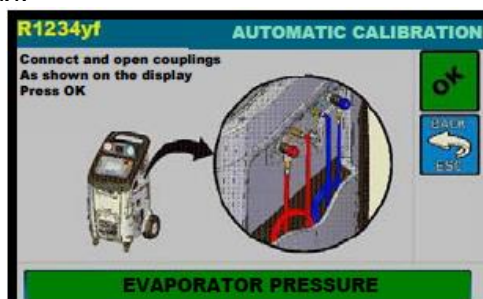 R1234yf
AUTOMATIC CALIBRATION
Connect and open couplings
As shown on the display
Press OK
OK
BACK
ESC
EVAPORATOR PRESSURE